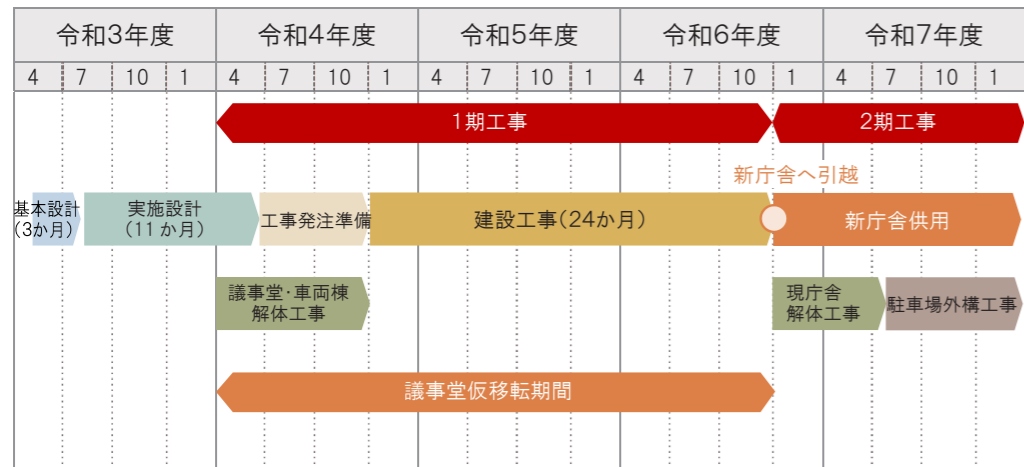 令和3年度 令和4年度 令和5年度 令和6年度 令和7年度
4 7 10 1 4 7 10 1 4 7 10 1 4 7 10 1 4 7 10 1
1期工事 2期工事
新庁舎へ引越
基本設計
(3か月)
実施設計
(11か月)
工事発注準備
建設工事(24か月)
新庁舎供用
議事堂・車両棟
解体工事
現庁舎
解体工事
駐車場外構工事
議事堂仮移転期間